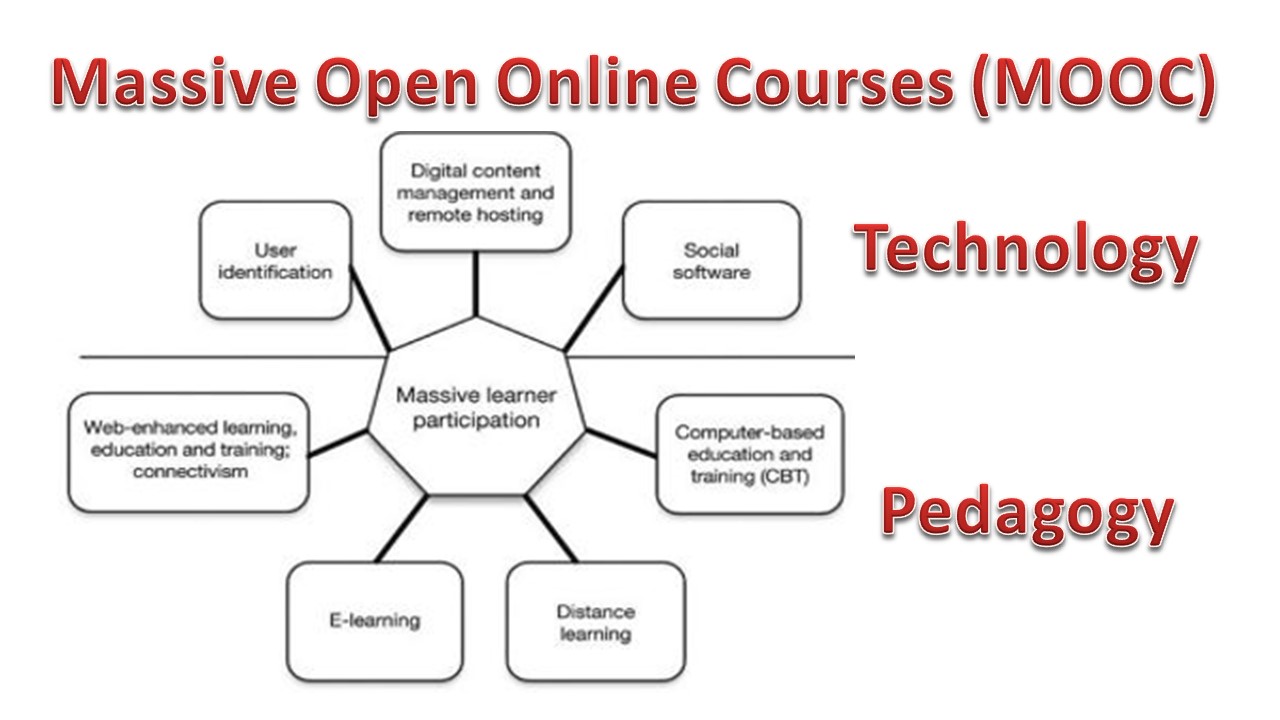 Massive Open Online Courses (MOOC)
Digital content
management and
remote hosting
User
identification
Social
software
Technology
Massive learner
participation
Web-enhanced learning,
education and training;
connectivism
Computer-based
education and
training (CBT)
Pedagogy
E-learning
Distance
learning